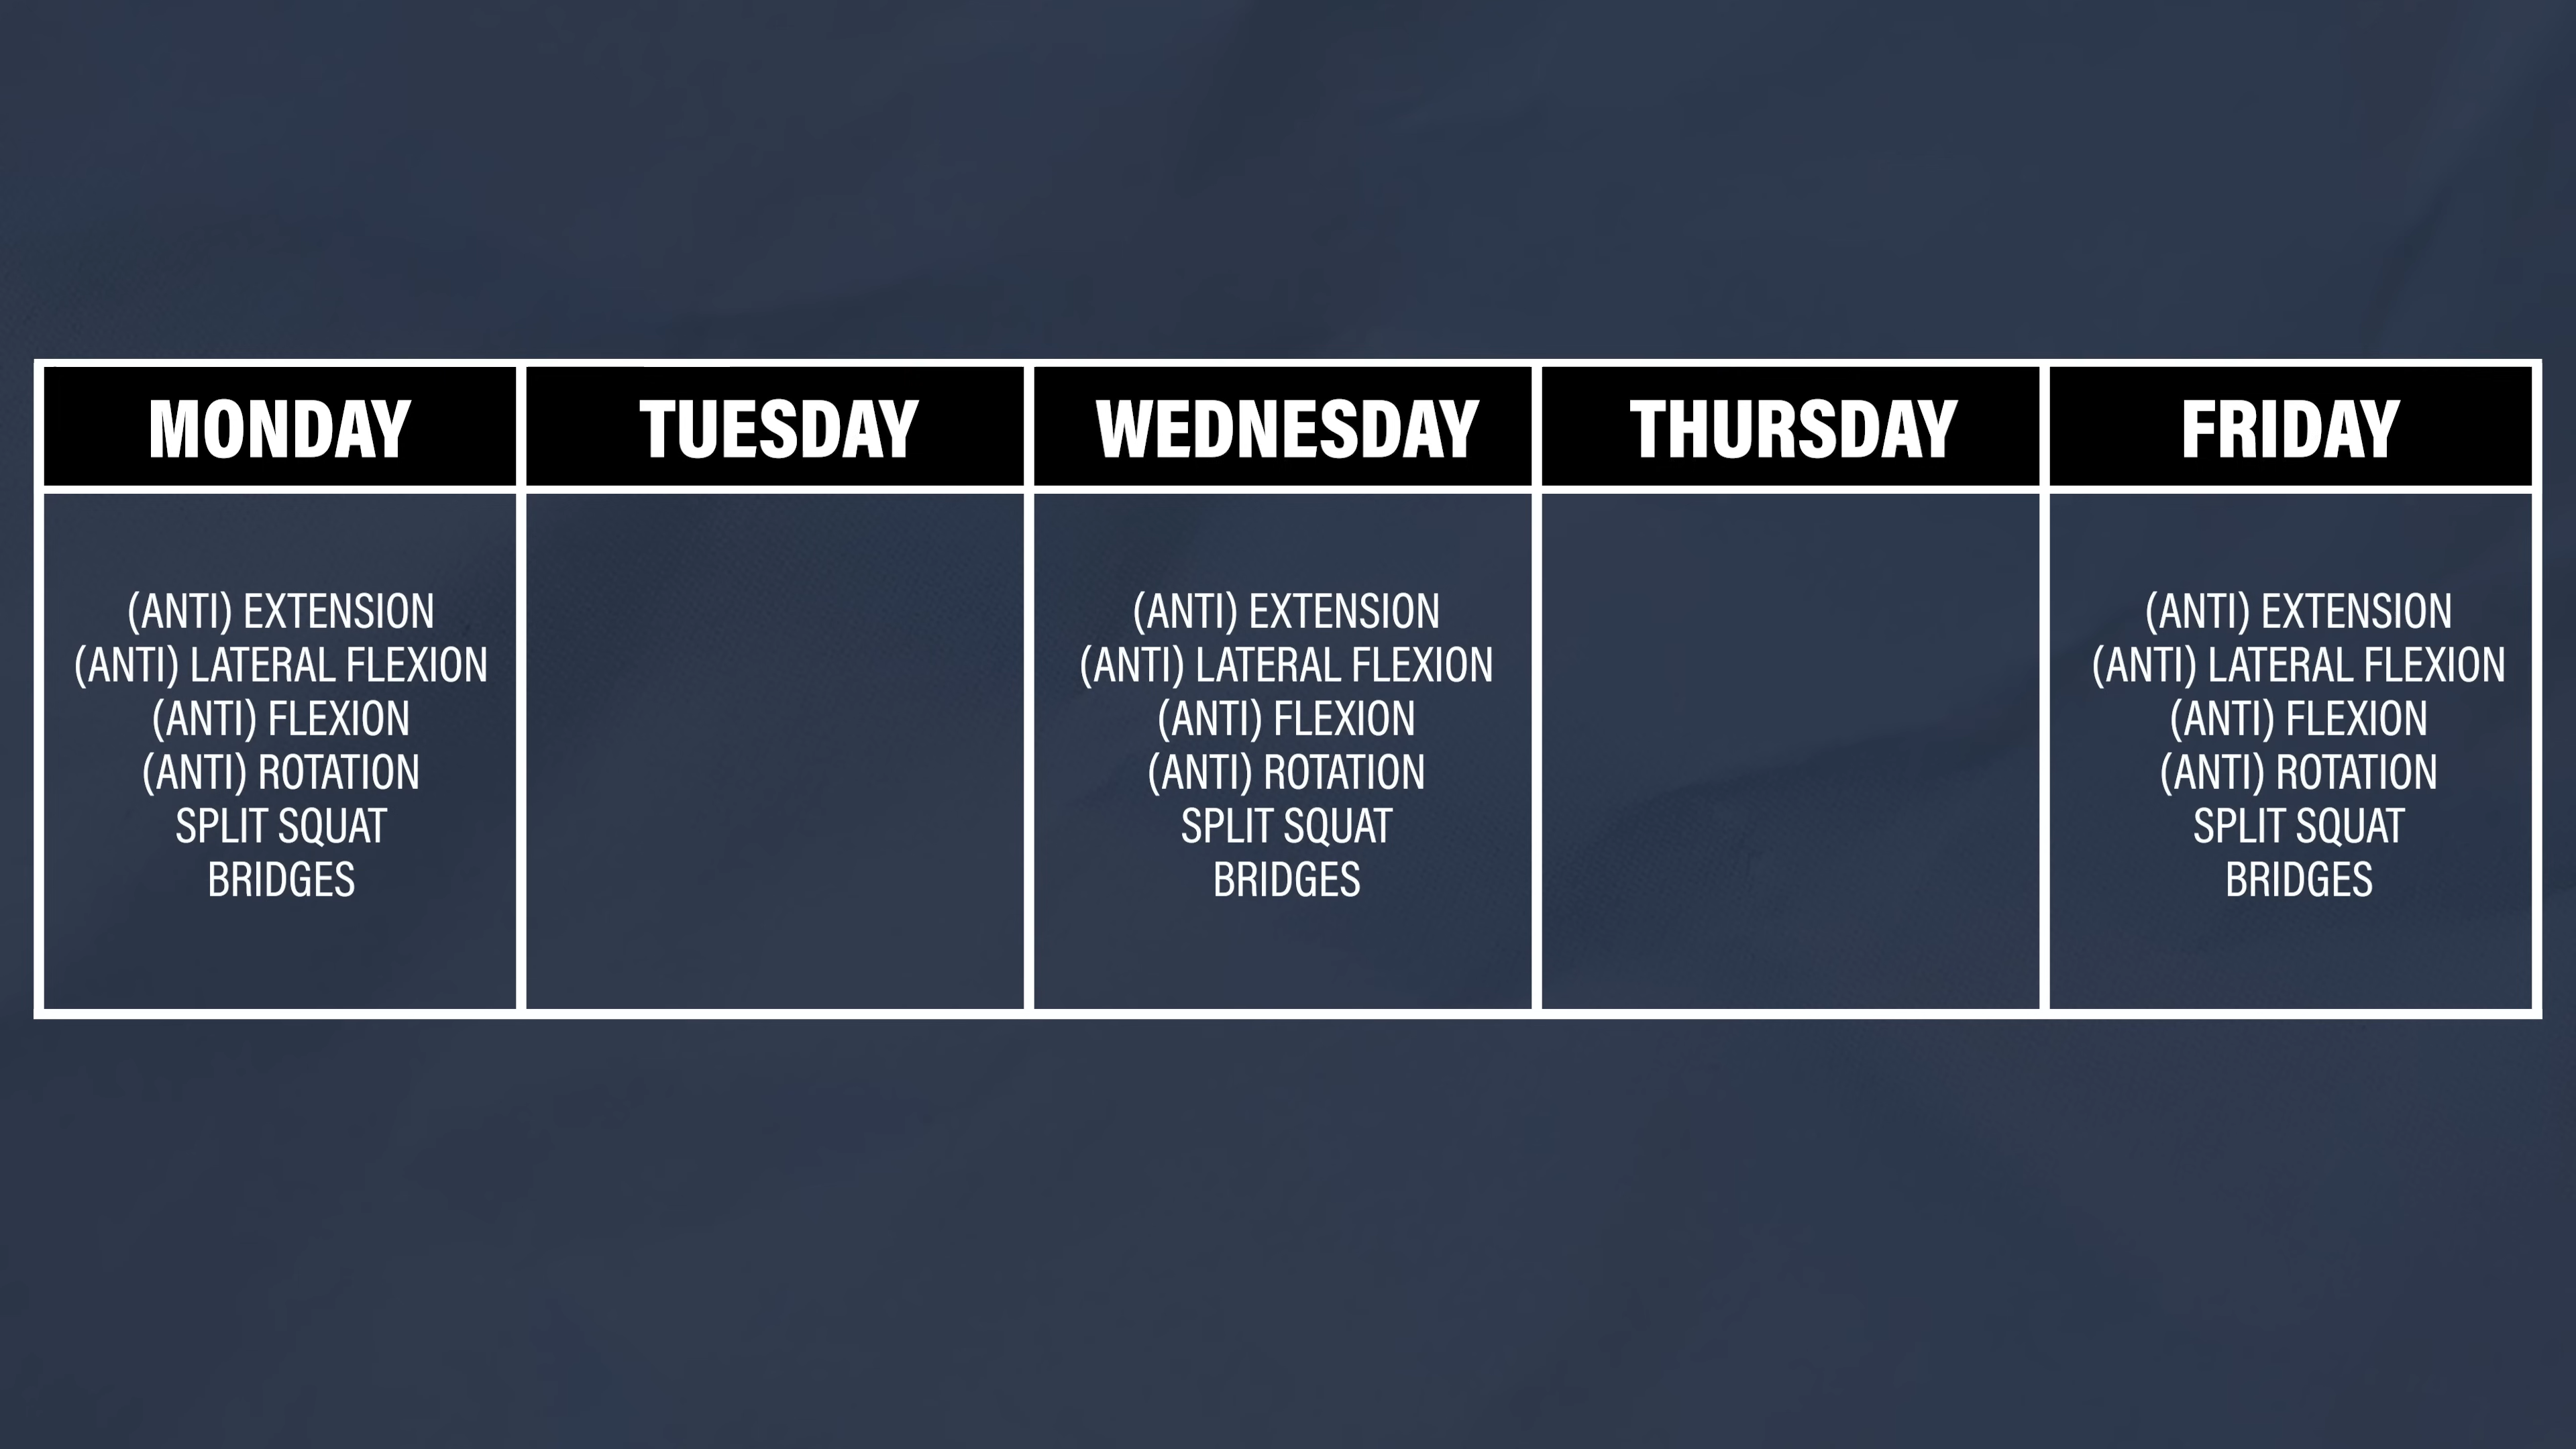 MONDAY
TUESDAY
WEDNESDAY
THURSDAY
FRIDAY
(ANTI) EXTENSION
(ANTI) LATERAL FLEXION
(ANTI) FLEXION
(ANTI) ROTATION
SPLIT SQUAT
BRIDGES
(ANTI) EXTENSION
(ANTI) LATERAL FLEXION
(ANTI) FLEXION
(ANTI) ROTATION
SPLIT SQUAT
BRIDGES
(ANTI) EXTENSION
(ANTI) LATERAL FLEXION
(ANTI) FLEXION
(ANTI) ROTATION
SPLIT SQUAT
BRIDGES